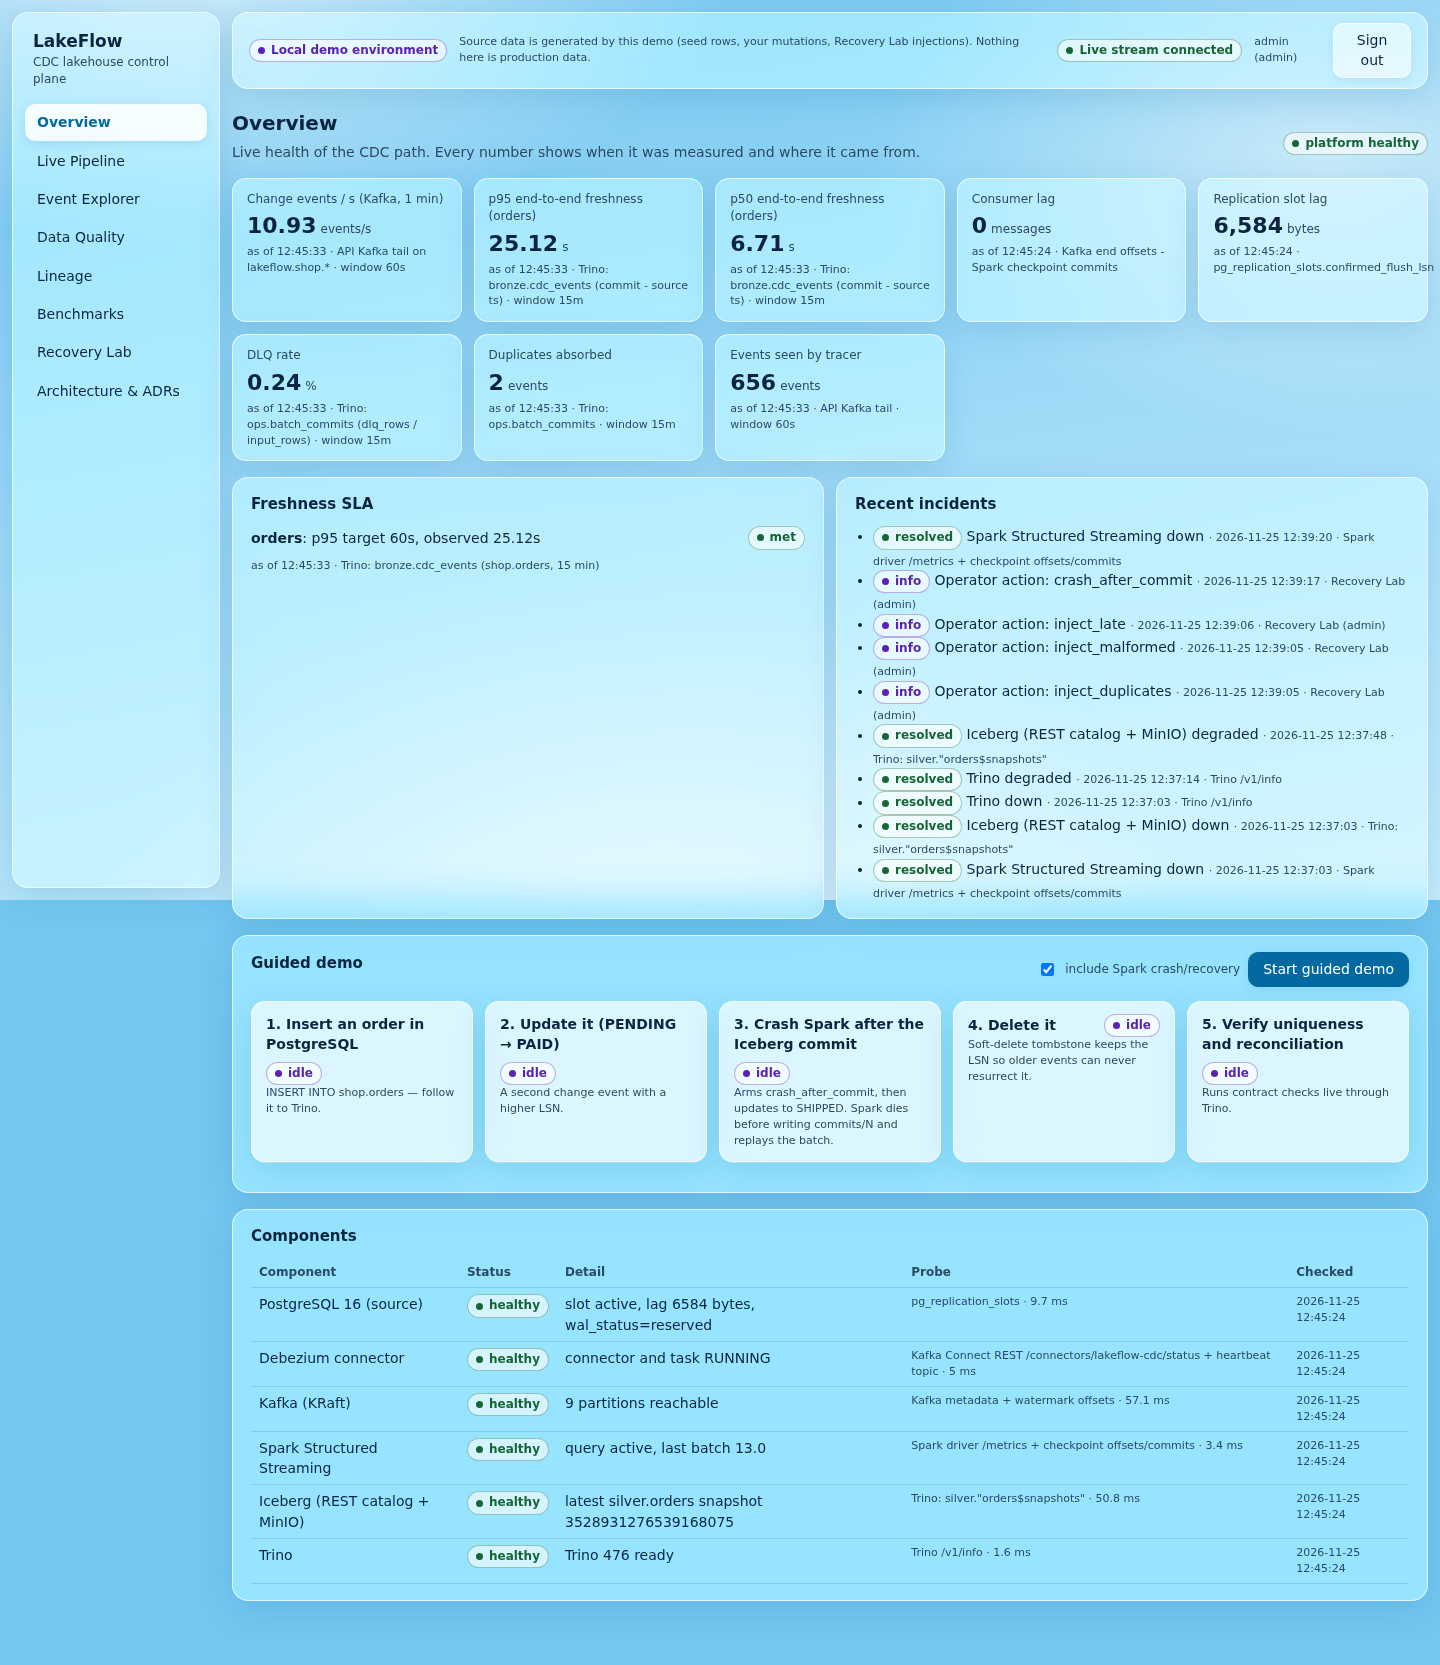 LakeFlow
CDC lakehouse control
plane
Overview
Live Pipeline
Event Explorer
Data Quality
Lineage
Benchmarks
Recovery Lab
Architecture & ADRs
Local demo environment
Source data is generated by this demo (seed rows, your mutations, Recovery Lab injections). Nothing
here is production data.
Live stream connected
admin
(admin)
Sign
out
Overview
Live health of the CDC path. Every number shows when it was measured and where it came from.
platform healthy
Change events / s (Kafka, 1 min)
10.93 events/s
as of 12:45:33 · API Kafka tail on
lakeflow.shop.* · window 60s
p95 end-to-end freshness
(orders)
25.12 s
as of 12:45:33 · Trino:
bronze.cdc_events (commit - source
ts) · window 15m
p50 end-to-end freshness
(orders)
6.71 s
as of 12:45:33 · Trino:
bronze.cdc_events (commit - source
ts) · window 15m
Consumer lag
0 messages
as of 12:45:24 · Kafka end offsets -
Spark checkpoint commits
Replication slot lag
6,584 bytes
as of 12:45:24 ·
pg_replication_slots.confirmed_flush_lsn
DLQ rate
0.24 %
as of 12:45:33 · Trino:
ops.batch_commits (dlq_rows /
input_rows) · window 15m
Duplicates absorbed
2 events
as of 12:45:33 · Trino:
ops.batch_commits · window 15m
Events seen by tracer
656 events
as of 12:45:33 · API Kafka tail ·
window 60s
Freshness SLA
orders: p95 target 60s, observed 25.12s
met
as of 12:45:33 · Trino: bronze.cdc_events (shop.orders, 15 min)
Recent incidents
• resolved Spark Structured Streaming down · 2026-11-25 12:39:20 · Spark
driver /metrics + checkpoint offsets/commits
• info Operator action: crash_after_commit · 2026-11-25 12:39:17 · Recovery Lab
(admin)
• info Operator action: inject_late · 2026-11-25 12:39:06 · Recovery Lab (admin)
• info Operator action: inject_malformed · 2026-11-25 12:39:05 · Recovery Lab
(admin)
• info Operator action: inject_duplicates · 2026-11-25 12:39:05 · Recovery Lab
(admin)
• resolved Iceberg (REST catalog + MinIO) degraded · 2026-11-25 12:37:48 ·
Trino: silver."orders$snapshots"
• resolved Trino degraded · 2026-11-25 12:37:14 · Trino /v1/info
• resolved Trino down · 2026-11-25 12:37:03 · Trino /v1/info
• resolved Iceberg (REST catalog + MinIO) down · 2026-11-25 12:37:03 · Trino:
silver."orders$snapshots"
• resolved Spark Structured Streaming down · 2026-11-25 12:37:03 · Spark
driver /metrics + checkpoint offsets/commits
Guided demo
include Spark crash/recovery
Start guided demo
1. Insert an order in
PostgreSQL
idle
INSERT INTO shop.orders — follow
it to Trino.
2. Update it (PENDING
→ PAID)
idle
A second change event with a
higher LSN.
3. Crash Spark after the
Iceberg commit
idle
Arms crash_after_commit, then
updates to SHIPPED. Spark dies
before writing commits/N and
replays the batch.
4. Delete it
idle
Soft-delete tombstone keeps the
LSN so older events can never
resurrect it.
5. Verify uniqueness
and reconciliation
idle
Runs contract checks live through
Trino.
Components
Component Status Detail Probe Checked
PostgreSQL 16 (source) healthy slot active, lag 6584 bytes,
wal_status=reserved
pg_replication_slots · 9.7 ms
2026-11-25
12:45:24
Debezium connector healthy connector and task RUNNING
Kafka Connect REST /connectors/lakeflow-cdc/status + heartbeat
topic · 5 ms
2026-11-25
12:45:24
Kafka (KRaft) healthy 9 partitions reachable
Kafka metadata + watermark offsets · 57.1 ms
2026-11-25
12:45:24
Spark Structured
Streaming
healthy query active, last batch 13.0
Spark driver /metrics + checkpoint offsets/commits · 3.4 ms
2026-11-25
12:45:24
Iceberg (REST catalog +
MinIO)
healthy latest silver.orders snapshot
3528931276539168075
Trino: silver."orders$snapshots" · 50.8 ms
2026-11-25
12:45:24
Trino healthy Trino 476 ready
Trino /v1/info · 1.6 ms
2026-11-25
12:45:24